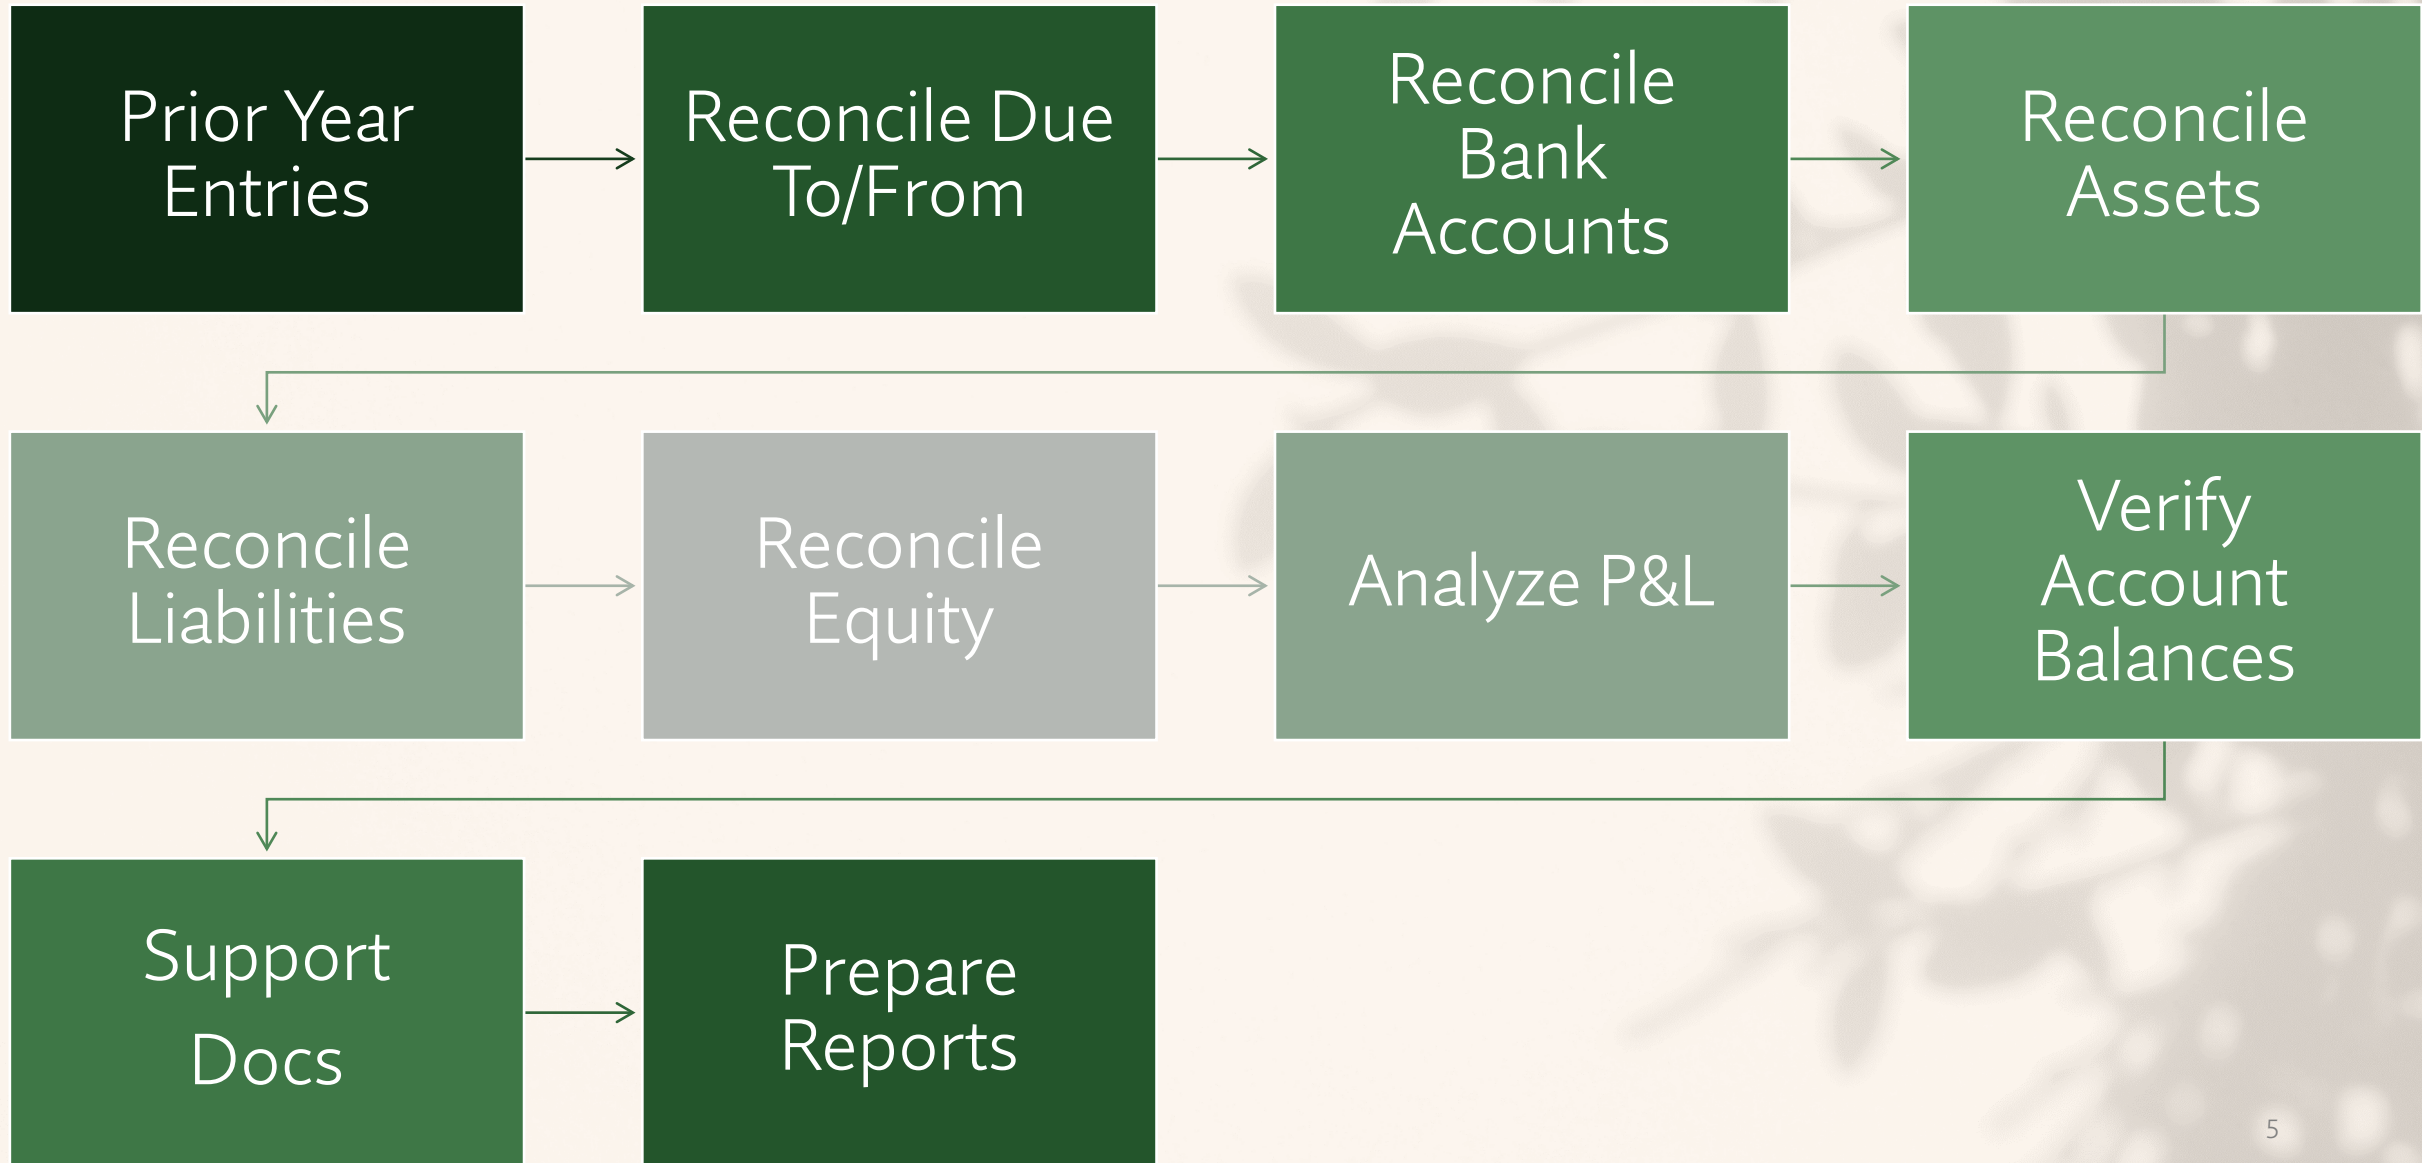 Prior Year
Entries
Reconcile Due
To/From
Reconcile
Bank
Accounts
Reconcile
Assets
Reconcile
Liabilities
Reconcile
Equity
Analyze P&L
Verify
Account
Balances
Support
Docs
Prepare
Reports
5